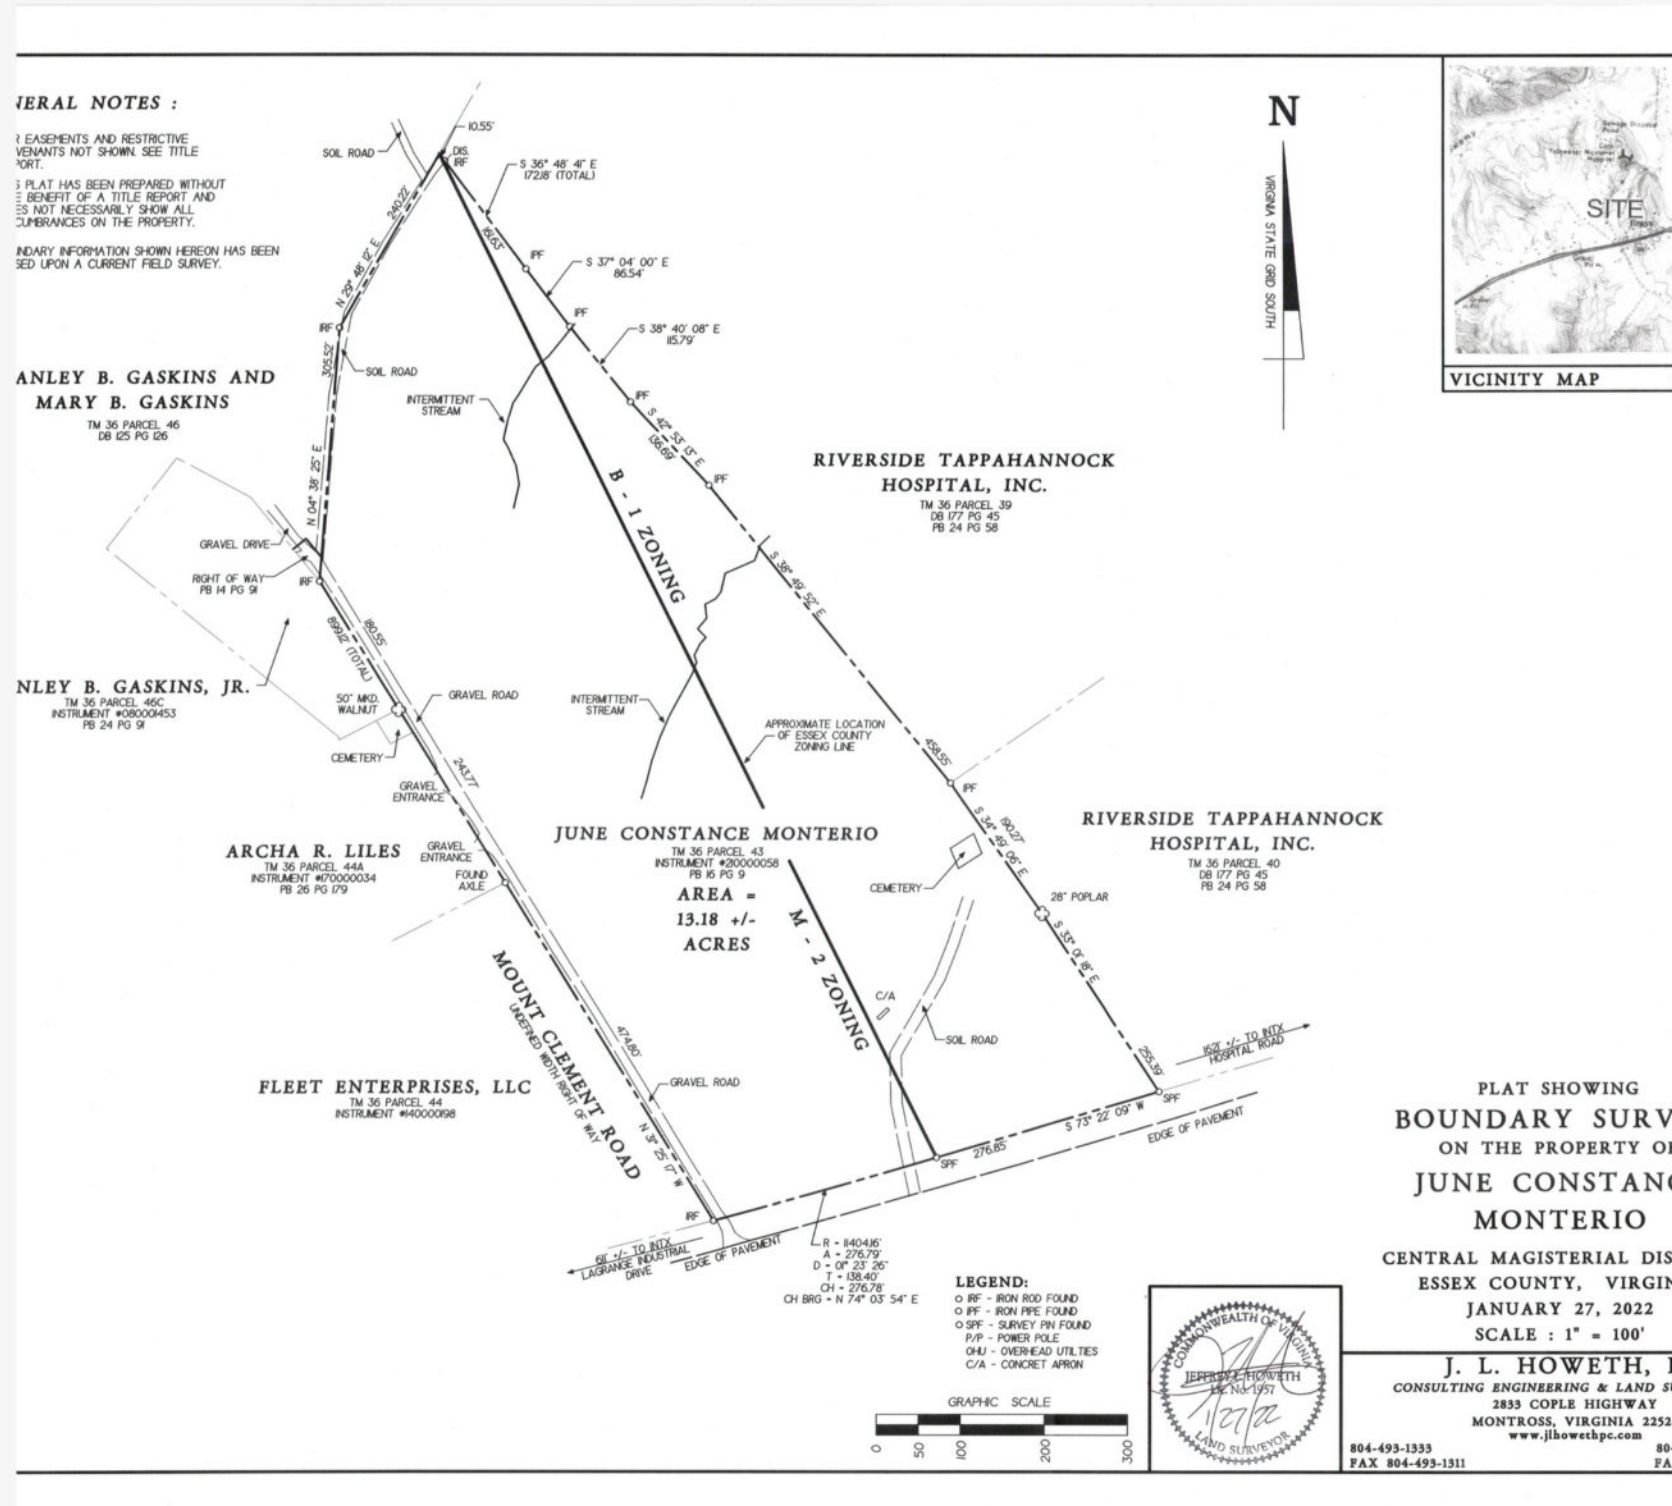 NERAL NOTES :
R EASEMENTS AND RESTRICTIVE
VENANTS NOT SHOWN. SEE TITLE
PORT.
S PLAT HAS BEEN PREPARED WITHOUT
E BENEFIT OF A TITLE REPORT AND
ES NOT NECESSARILY SHOW ALL
CUMBRANCES ON THE PROPERTY.
NDARY INFORMATION SHOWN HEREON HAS BEEN
SED UPON A CURRENT FIELD SURVEY.
SOIL ROAD
10.55'
DIS.
IRF
S 36° 48' 41" E
172.18' (TOTAL)
161.63'
240.22'
N 29° 48' 12" E
IPF
S 37° 04' 00" E
86.54'
IPF
S 38° 40' 08" E
115.79'
IRF
305.52'
SOIL ROAD
N 04° 38' 25" E
INTERMITTENT
STREAM
IPF
S 42° 53' 13" E
136.69'
IPF
N
VIRGINIA STATE GRID SOUTH
SITE
VICINITY MAP
ANLEY B. GASKINS AND
MARY B. GASKINS
TM 36 PARCEL 46
DB 125 PG 126
RIVERSIDE TAPPAHANNOCK
HOSPITAL, INC.
TM 36 PARCEL 39
DB 177 PG 45
PB 24 PG 58
B - 1 ZONING
GRAVEL DRIVE
RIGHT OF WAY
PB 14 PG 91
IRF
899.12' (TOTAL)
180.55'
S 38° 49' 52" E
458.55'
NLEY B. GASKINS, JR.
TM 36 PARCEL 46C
INSTRUMENT #080001453
PB 24 PG 91
50" MKD.
WALNUT
GRAVEL ROAD
CEMETERY
INTERMITTENT
STREAM
APPROXIMATE LOCATION
OF ESSEX COUNTY
ZONING LINE
243.77'
GRAVEL
ENTRANCE
IPF
S 34° 49' 06" E
190.27'
JUNE CONSTANCE MONTERIO
TM 36 PARCEL 43
INSTRUMENT #210000058
PB 16 PG 9
AREA =
13.18 +/-
ACRES
RIVERSIDE TAPPAHANNOCK
HOSPITAL, INC.
TM 36 PARCEL 40
DB 177 PG 45
PB 24 PG 58
ARCHA R. LILES
TM 36 PARCEL 44A
INSTRUMENT #170000034
PB 26 PG 179
GRAVEL
ENTRANCE
FOUND
AXLE
CEMETERY
28" POPLAR
S 33° 01' 18" E
255.39'
M - 2 ZONING
MOUNT CLEMENT ROAD
UNDEFINED WIDTH RIGHT OF WAY
474.80'
C/A
SOIL ROAD
GRAVEL ROAD
N 31° 25' 17" W
1621' +/- TO INTX
HOSPITAL ROAD
FLEET ENTERPRISES, LLC
TM 36 PARCEL 44
INSTRUMENT #140000198
SPF
S 73° 22' 09" W
276.85'
SPF
EDGE OF PAVEMENT
IRF
611' +/- TO INTX
LAGRANGE INDUSTRIAL
DRIVE
EDGE OF PAVEMENT
R = 11404.16'
A = 276.79'
D = 01° 23' 26"
T = 138.40'
CH = 276.78'
CH BRG = N 74° 03' 54" E
LEGEND:
IRF - IRON ROD FOUND
IPF - IRON PIPE FOUND
SPF - SURVEY PIN FOUND
P/P - POWER POLE
OHU - OVERHEAD UTILTIES
C/A - CONCRET APRON
GRAPHIC SCALE
0 50 100 200 300
COMMONWEALTH OF VIRGINIA
JEFFREY L. HOWETH
Lic. No. 1957
1/27/22
LAND SURVEYOR
PLAT SHOWING
BOUNDARY SURV
ON THE PROPERTY O
JUNE CONSTANC
MONTERIO
CENTRAL MAGISTERIAL DIS
ESSEX COUNTY, VIRGIN
JANUARY 27, 2022
SCALE : 1" = 100'
J. L. HOWETH,
CONSULTING ENGINEERING & LAND S
2833 COPLE HIGHWAY
MONTROSS, VIRGINIA 2252
www.jlhowethpc.com
804-493-1333 80
FAX 804-493-1311 FA